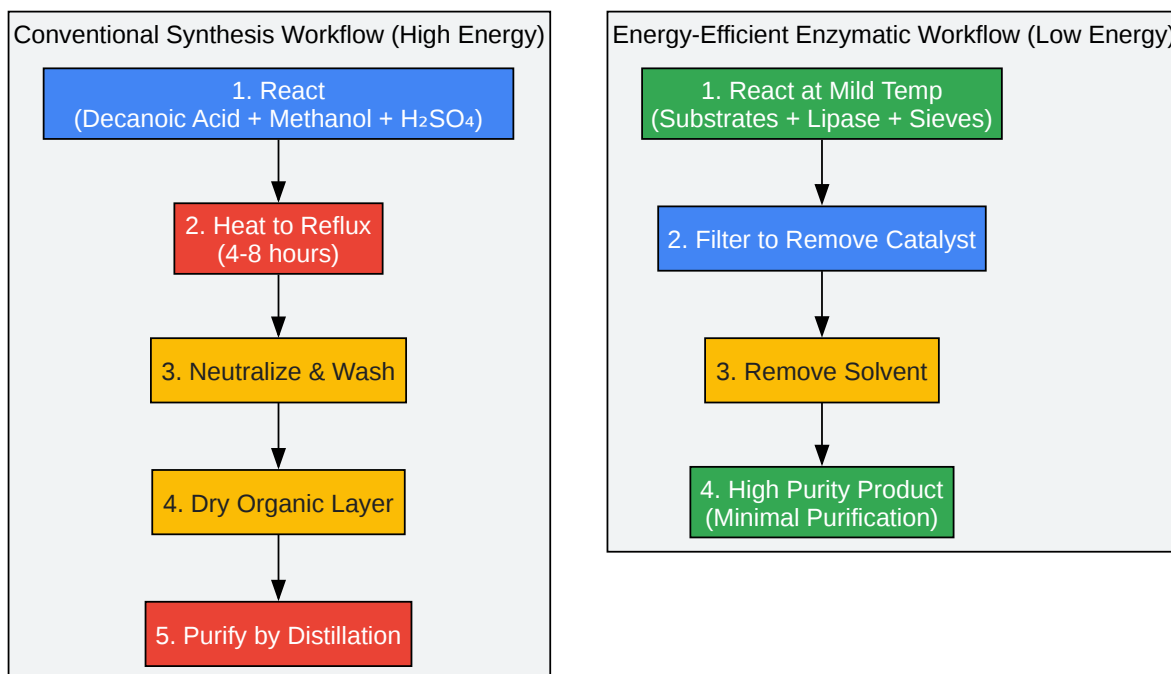 Conventional Synthesis Workflow (High Energy)
1. React
(Decanoic Acid + Methanol + H₂SO₄)
2. Heat to Reflux
(4-8 hours)
3. Neutralize & Wash
4. Dry Organic Layer
5. Purify by Distillation
Energy-Efficient Enzymatic Workflow (Low Energy)
1. React at Mild Temp
(Substrates + Lipase + Sieves)
2. Filter to Remove Catalyst
3. Remove Solvent
4. High Purity Product
(Minimal Purification)